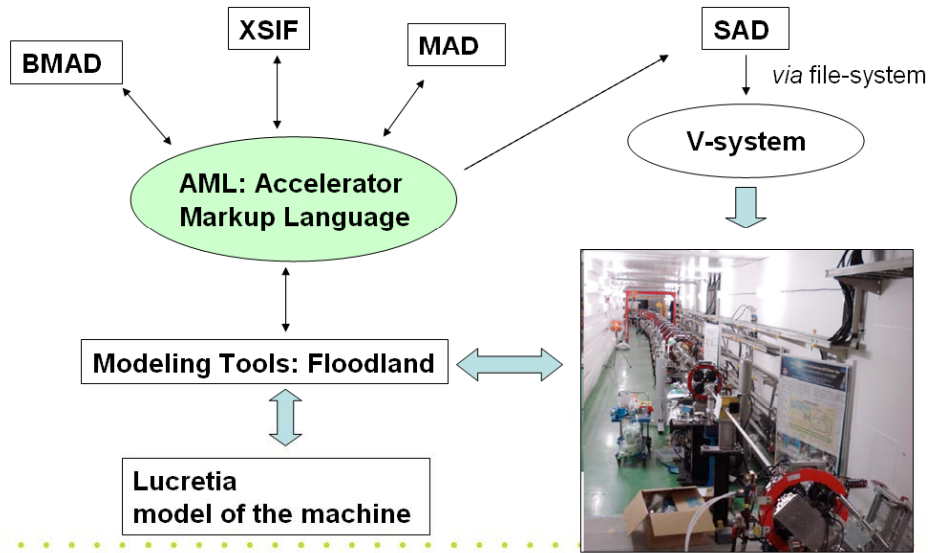 XSIF
SAD
BMAD
MAD
via file-system
V-system
AML: Accelerator
Markup Language
Modeling Tools: Floodland
Lucretia
model of the machine